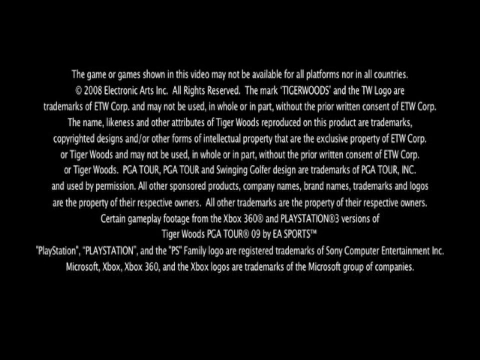 The game or games shown in this video may not be available for all platforms nor in all countries.
© 2008 Electronic Arts Inc.  All Rights Reserved.  The mark 'TIGERWOODS' and the TW Logo are
trademarks of ETW Corp. and may not be used, in whole or in part, without the prior written consent of ETW Corp.
The name, likeness and other attributes of Tiger Woods reproduced on this product are trademarks,
copyrighted designs and/or other forms of intellectual property that are the exclusive property of ETW Corp.
or Tiger Woods and may not be used, in whole or in part, without the prior written consent of ETW Corp.
or Tiger Woods.  PGA TOUR, PGA TOUR and Swinging Golfer design are trademarks of PGA TOUR, INC.
and used by permission. All other sponsored products, company names, brand names, trademarks and logos
are the property of their respective owners.  All other trademarks are the property of their respective owners.
Certain gameplay footage from the Xbox 360® and PLAYSTATION®3 versions of
Tiger Woods PGA TOUR® 09 by EA SPORTS™
"PlayStation", "PLAYSTATION", and the "PS" Family logo are registered trademarks of Sony Computer Entertainment Inc.
Microsoft, Xbox, Xbox 360, and the Xbox logos are trademarks of the Microsoft group of companies.